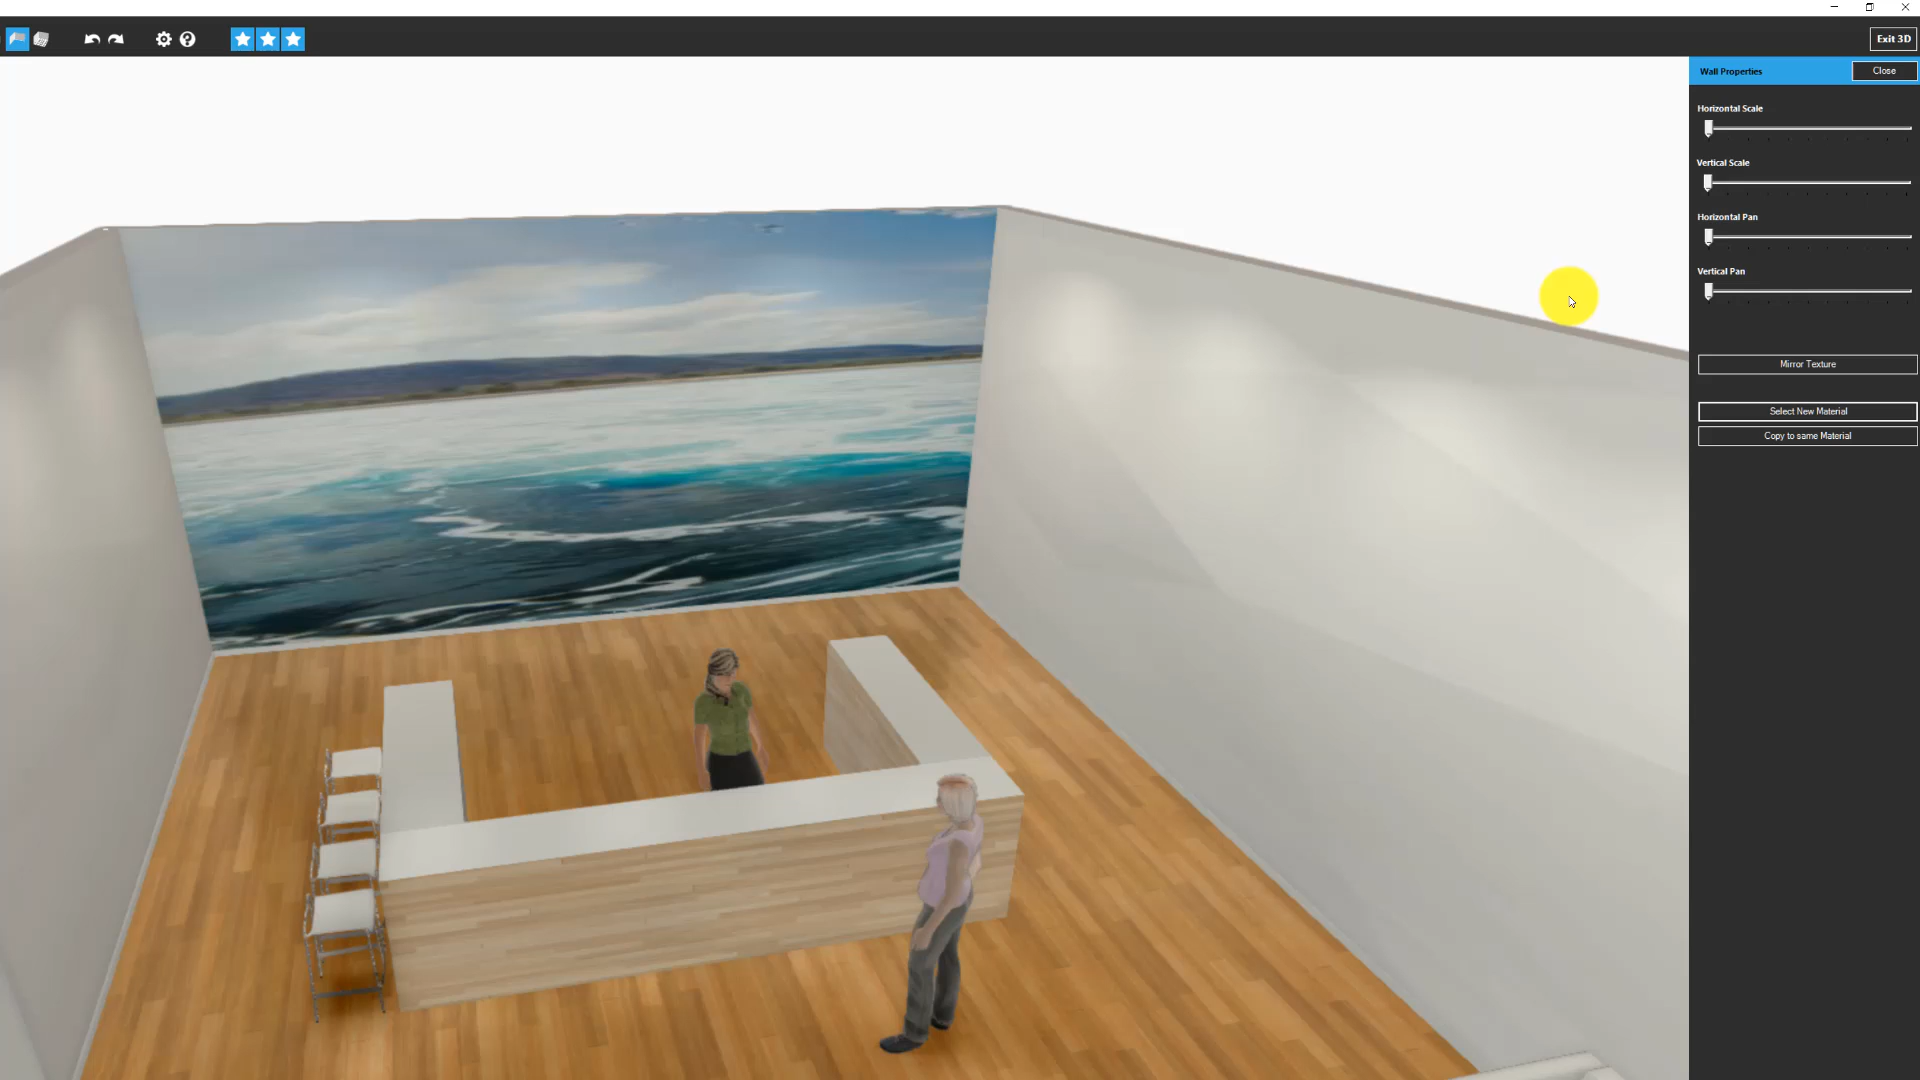 Exit 3D
Wall Properties
Close
Horizontal Scale
Vertical Scale
Horizontal Pan
Vertical Pan
Mirror Texture
Select New Material
Copy to same Material